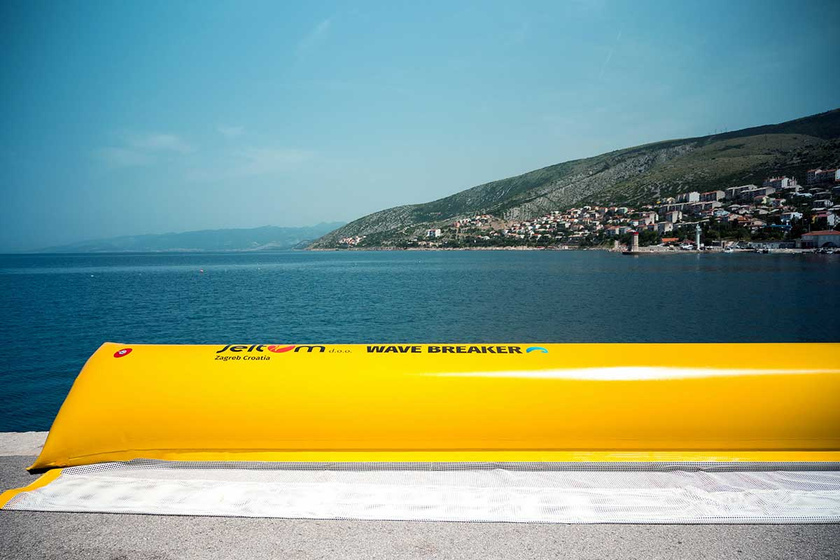 Jelkom d.o.o. WAVE BREAKER
Zagreb Croatia